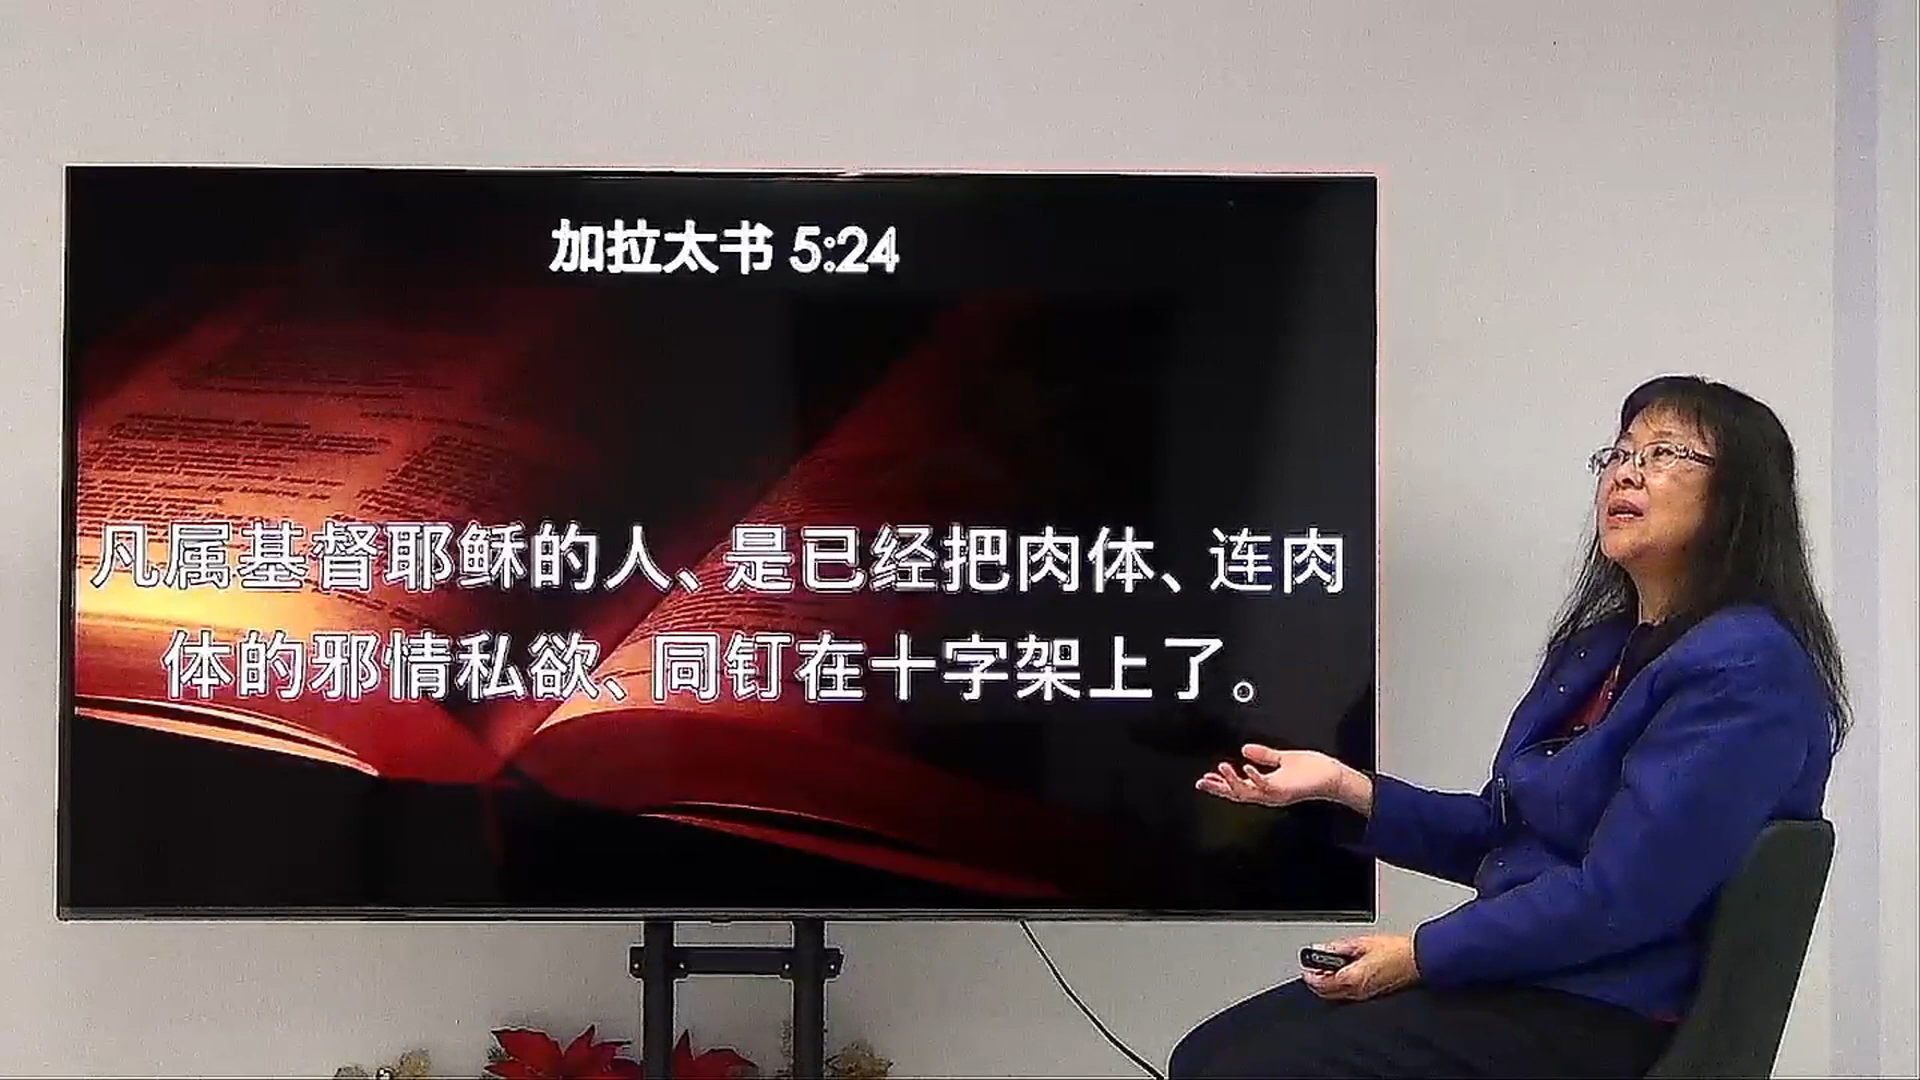 加拉太书 5:24
凡属基督耶稣的人、是已经把肉体、连肉
体的邪情私欲、同钉在十字架上了。